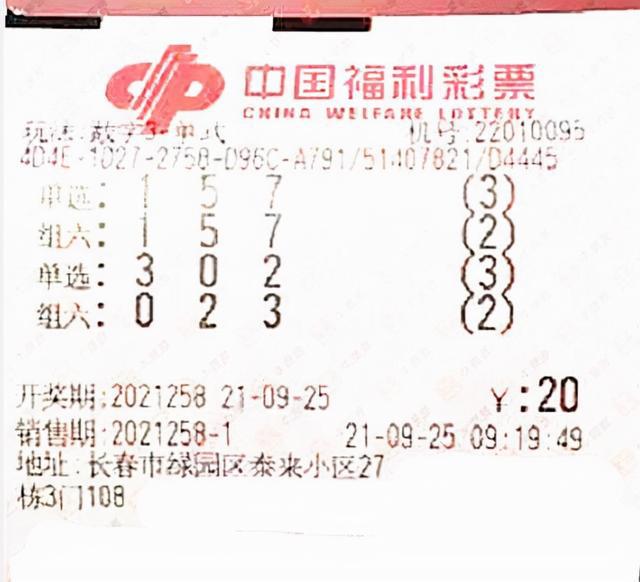 中国福利彩票
CHINA WELFARE LOTTERY
玩法:数字3-单式 机号:22010095
4D4E-1D27-2758-D96C-A791/51407821/D4445
单选: 1 5 7 (3)
组六: 1 5 7 (2)
单选: 3 0 2 (3)
组六: 0 2 3 (2)
开奖期:2021258 21-09-25 ¥:20
销售期:2021258-1 21-09-25 09:19:49
地址:长春市绿园区泰来小区27
栋3门108